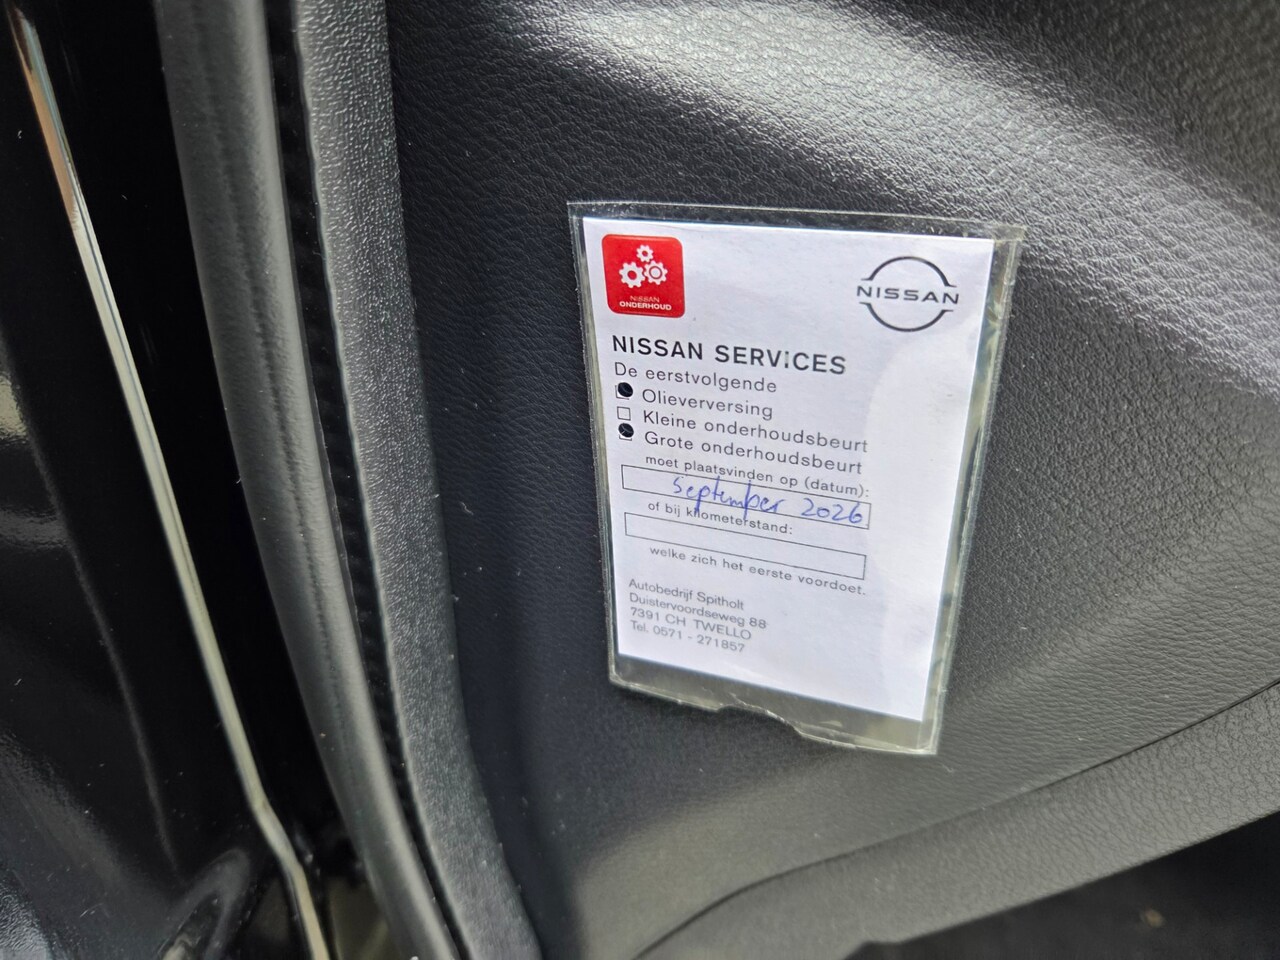 NISSAN
ONDERHOUD
NISSAN
NISSAN SERVICES
De eerstvolgende
Olieverversing
Kleine onderhoudsbeurt
Grote onderhoudsbeurt
moet plaatsvinden op (datum):
september 2026
of bij kilometerstand:
welke zich het eerste voordoet.
Autobedrijf Spitholt
Duistervoordseweg 88
7391 CH TWELLO
Tel. 0571 - 271857